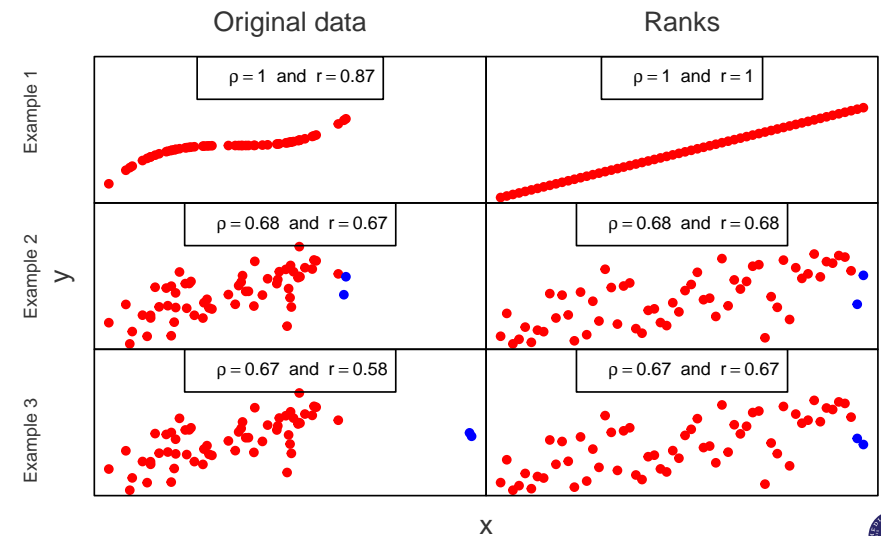 Original data
Ranks
Example 1
ρ = 1 and r = 0.87
ρ = 1 and r = 1
Example 2
ρ = 0.68 and r = 0.67
ρ = 0.68 and r = 0.68
y
Example 3
ρ = 0.67 and r = 0.58
ρ = 0.67 and r = 0.67
x